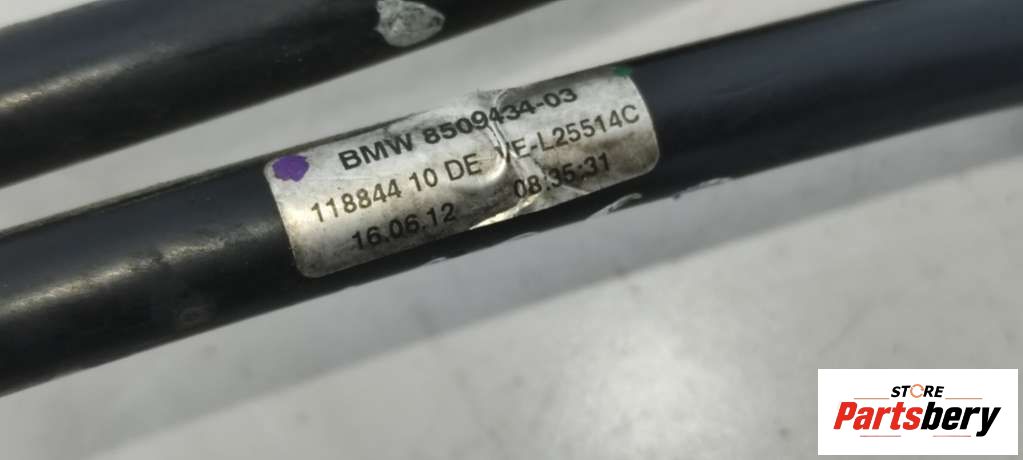 BMW 8509434-03
118844 10 DE VE-L25514C
16.06.12 08:35:31
STORE
Partsbery